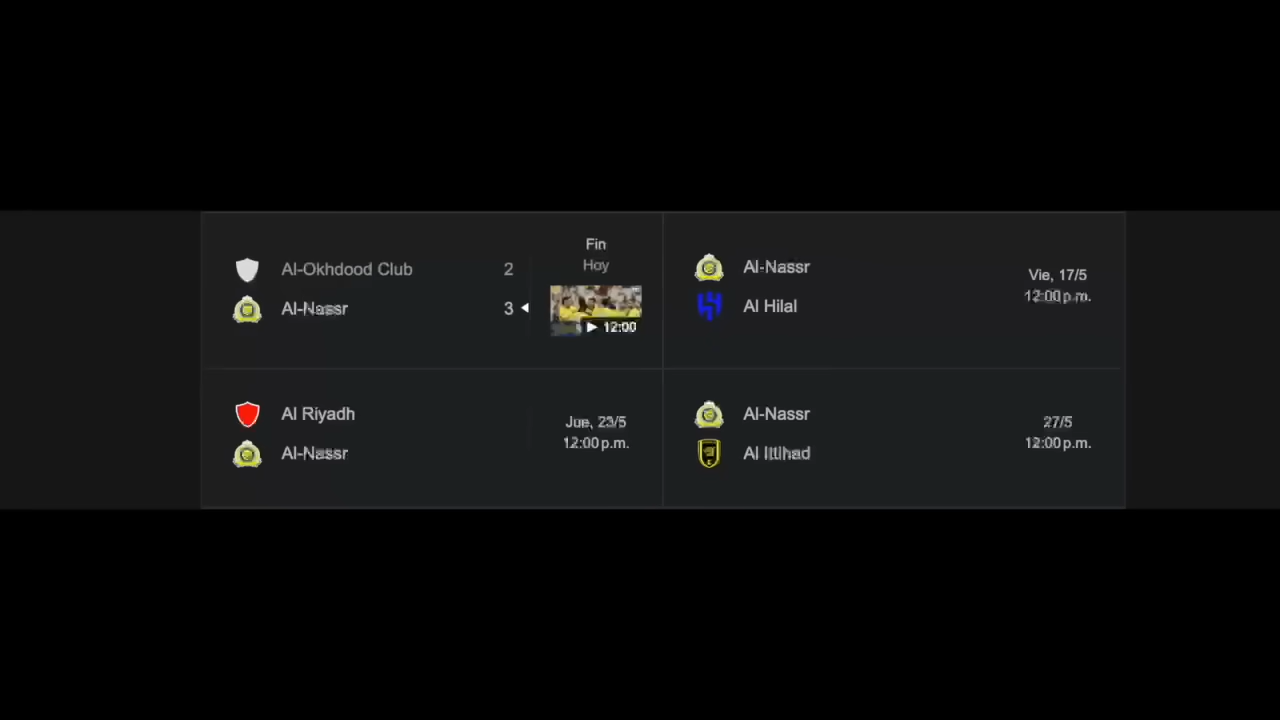 Al-Okhdood Club 2
Al-Nassr 3
Fin
Hoy
12:00
Al-Nassr
Al Hilal
Vie, 17/5
12:00 p.m.
Al Riyadh
Al-Nassr
Jue, 23/5
12:00 p.m.
Al-Nassr
Al Ittihad
27/5
12:00 p.m.